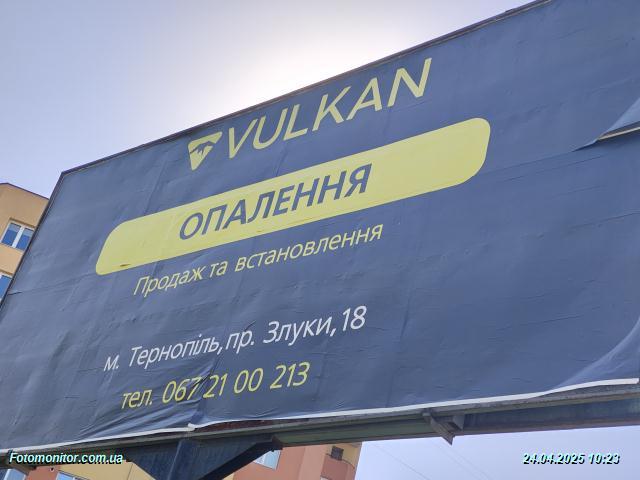 VULKAN
ОПАЛЕННЯ
Продаж та встановлення
м. Тернопіль, пр. Злуки, 18
тел. 067 21 00 213
Fotomonitor.com.ua
24.04.2025 10:23